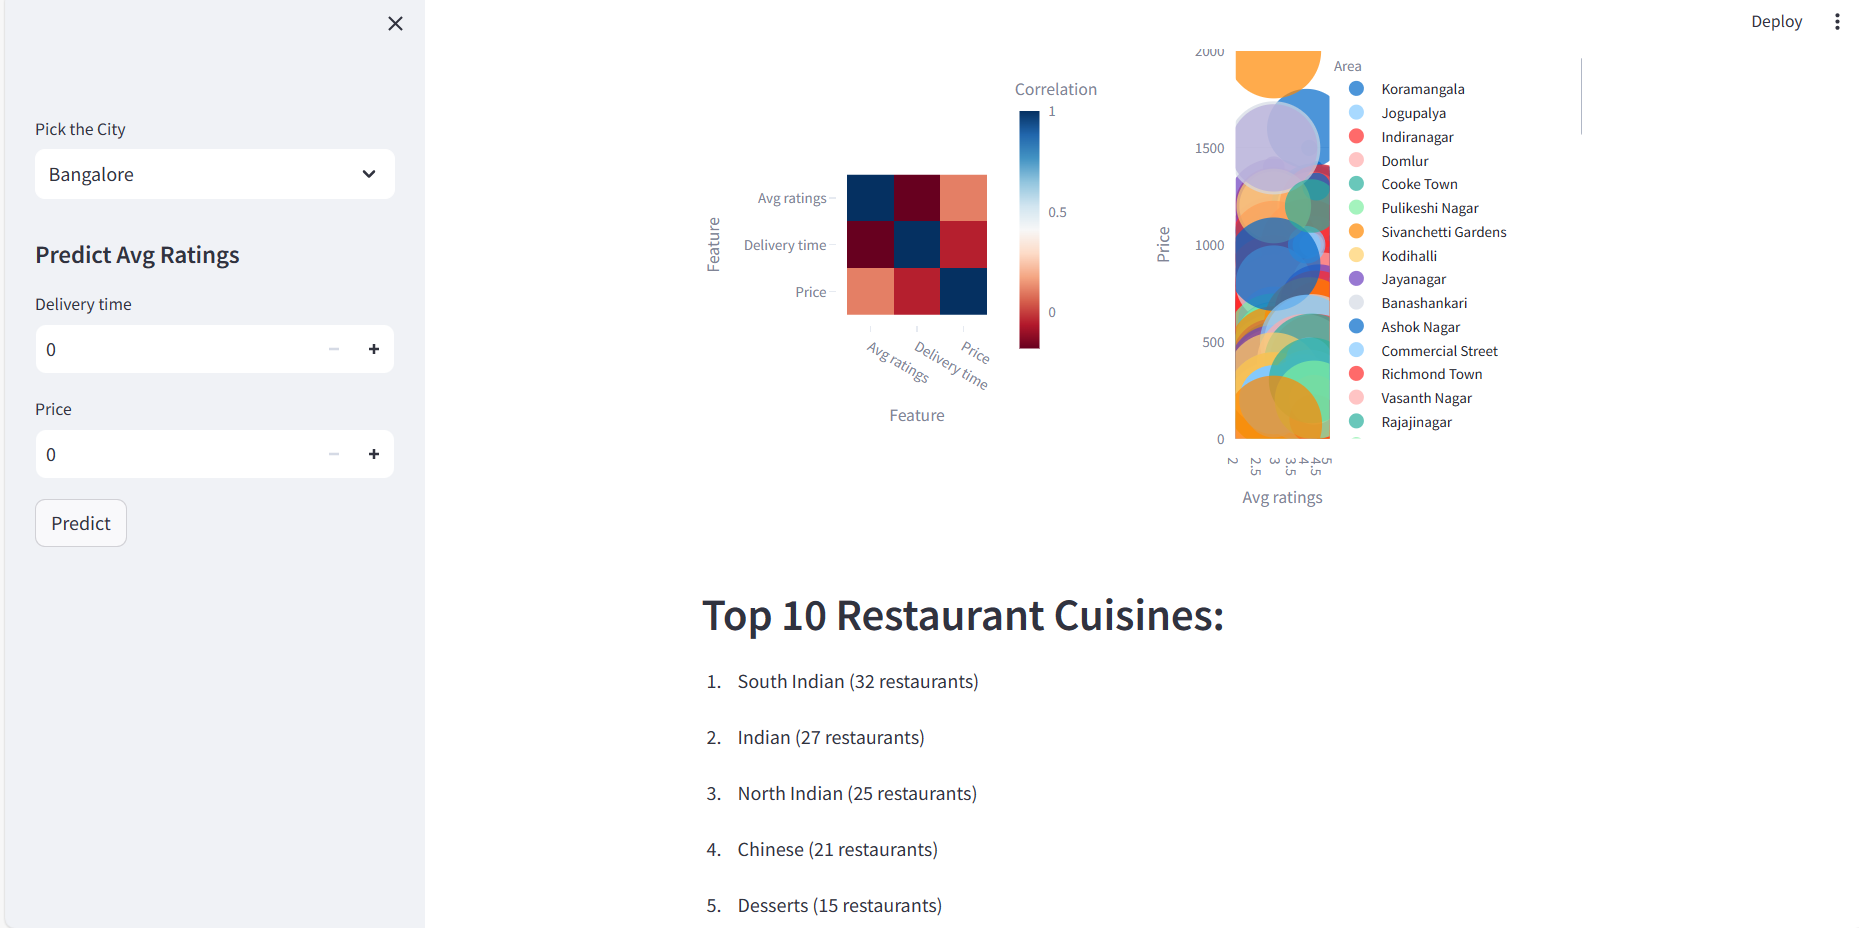 Deploy
Pick the City
Bangalore
Predict Avg Ratings
Delivery time
0
Price
0
Predict
Correlation
1
0.5
0
Feature
Avg ratings
Delivery time
Price
Avg ratings
Delivery time
Price
Feature
Price
2000
1500
1000
500
0
2
2.5
3
3.5
4
4.5
5
Avg ratings
Area
Koramangala
Jogupalya
Indiranagar
Domlur
Cooke Town
Pulikeshi Nagar
Sivanchetti Gardens
Kodihalli
Jayanagar
Banashankari
Ashok Nagar
Commercial Street
Richmond Town
Vasanth Nagar
Rajajinagar
Top 10 Restaurant Cuisines:
1. South Indian (32 restaurants)
2. Indian (27 restaurants)
3. North Indian (25 restaurants)
4. Chinese (21 restaurants)
5. Desserts (15 restaurants)